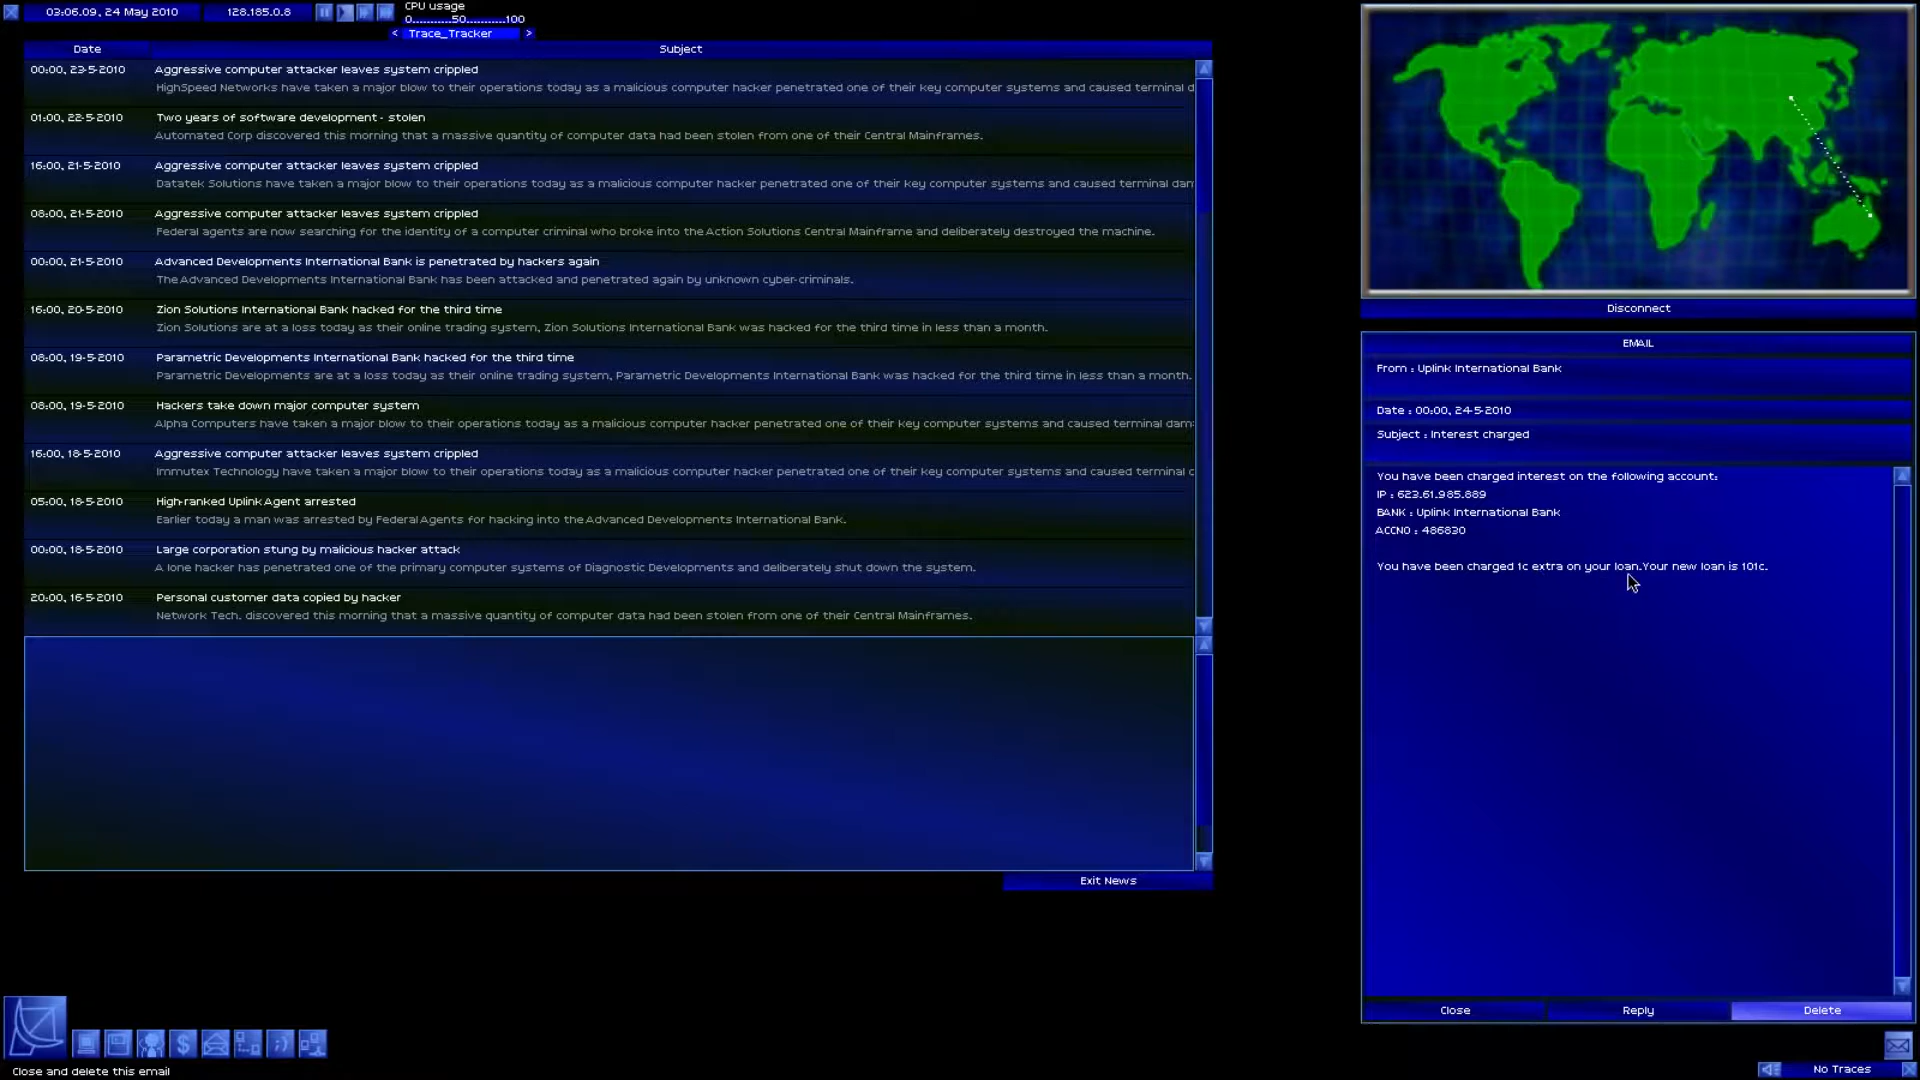 03:06.09, 24 May 2010
128.185.0.8
CPU usage
0...........50...........100
< Trace_Tracker >
Date Subject
00:00, 23-5-2010 Aggressive computer attacker leaves system crippled
HighSpeed Networks have taken a major blow to their operations today as a malicious computer hacker penetrated one of their key computer systems and caused terminal d
01:00, 22-5-2010 Two years of software development - stolen
Automated Corp discovered this morning that a massive quantity of computer data had been stolen from one of their Central Mainframes.
16:00, 21-5-2010 Aggressive computer attacker leaves system crippled
Datatek Solutions have taken a major blow to their operations today as a malicious computer hacker penetrated one of their key computer systems and caused terminal dam
08:00, 21-5-2010 Aggressive computer attacker leaves system crippled
Federal agents are now searching for the identity of a computer criminal who broke into the Action Solutions Central Mainframe and deliberately destroyed the machine.
00:00, 21-5-2010 Advanced Developments International Bank is penetrated by hackers again
The Advanced Developments International Bank has been attacked and penetrated again by unknown cyber-criminals.
16:00, 20-5-2010 Zion Solutions International Bank hacked for the third time
Zion Solutions are at a loss today as their online trading system, Zion Solutions International Bank was hacked for the third time in less than a month.
08:00, 19-5-2010 Parametric Developments International Bank hacked for the third time
Parametric Developments are at a loss today as their online trading system, Parametric Developments International Bank was hacked for the third time in less than a month.
08:00, 19-5-2010 Hackers take down major computer system
Alpha Computers have taken a major blow to their operations today as a malicious computer hacker penetrated one of their key computer systems and caused terminal dam
16:00, 18-5-2010 Aggressive computer attacker leaves system crippled
Immutex Technology have taken a major blow to their operations today as a malicious computer hacker penetrated one of their key computer systems and caused terminal c
05:00, 18-5-2010 High-ranked Uplink Agent arrested
Earlier today a man was arrested by Federal Agents for hacking into the Advanced Developments International Bank.
00:00, 18-5-2010 Large corporation stung by malicious hacker attack
A lone hacker has penetrated one of the primary computer systems of Diagnostic Developments and deliberately shut down the system.
20:00, 16-5-2010 Personal customer data copied by hacker
Network Tech. discovered this morning that a massive quantity of computer data had been stolen from one of their Central Mainframes.
Exit News
Disconnect
EMAIL
From : Uplink International Bank
Date : 00:00, 24-5-2010
Subject : Interest charged
You have been charged interest on the following account:
IP : 623.61.985.889
BANK : Uplink International Bank
ACCNO : 486830
You have been charged 1c extra on your loan.Your new loan is 101c.
Close Reply Delete
Close and delete this email
No Traces